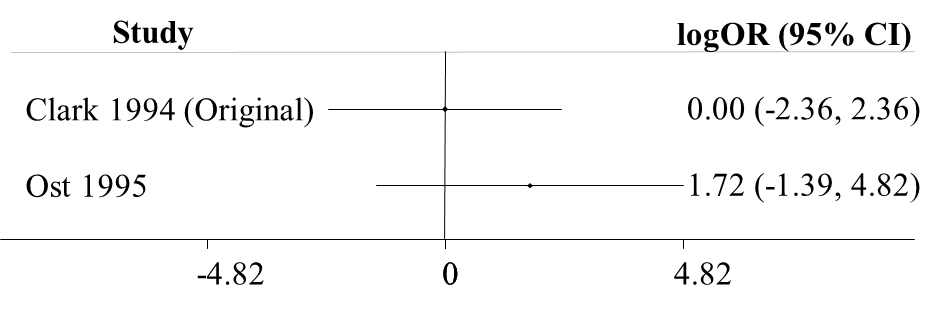 Study logOR (95% CI)
Clark 1994 (Original) 0.00 (-2.36, 2.36)
Ost 1995 1.72 (-1.39, 4.82)
-4.82 0 4.82